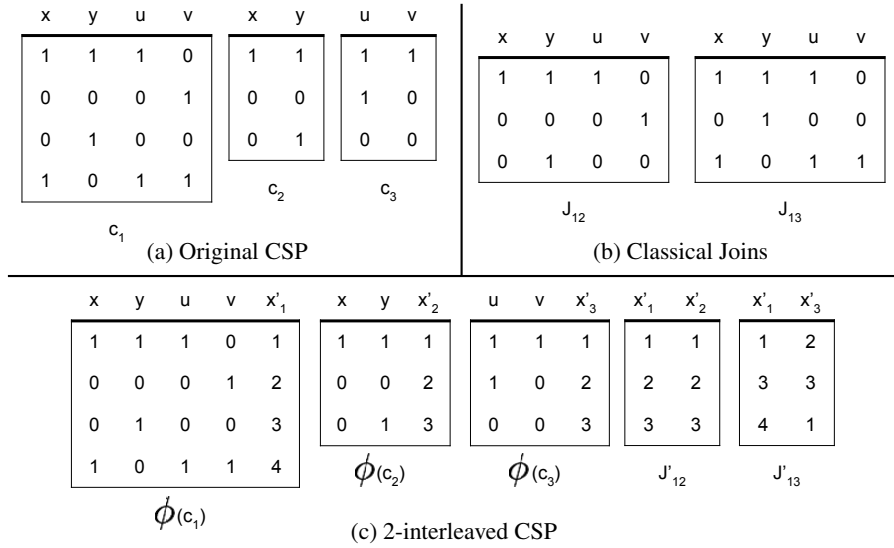 x y u v
1 1 1 0
0 0 0 1
0 1 0 0
1 0 1 1
c₁
x y
1 1
0 0
0 1
c₂
u v
1 1
1 0
0 0
c₃
(a) Original CSP
x y u v
1 1 1 0
0 0 0 1
0 1 0 0
J₁₂
x y u v
1 1 1 0
0 1 0 0
1 0 1 1
J₁₃
(b) Classical Joins
x y u v x'₁
1 1 1 0 1
0 0 0 1 2
0 1 0 0 3
1 0 1 1 4
ϕ(c₁)
x y x'₂
1 1 1
0 0 2
0 1 3
ϕ(c₂)
u v x'₃
1 1 1
1 0 2
0 0 3
ϕ(c₃)
x'₁ x'₂
1 1
2 2
3 3
J'₁₂
x'₁ x'₃
1 2
3 3
4 1
J'₁₃
(c) 2-interleaved CSP